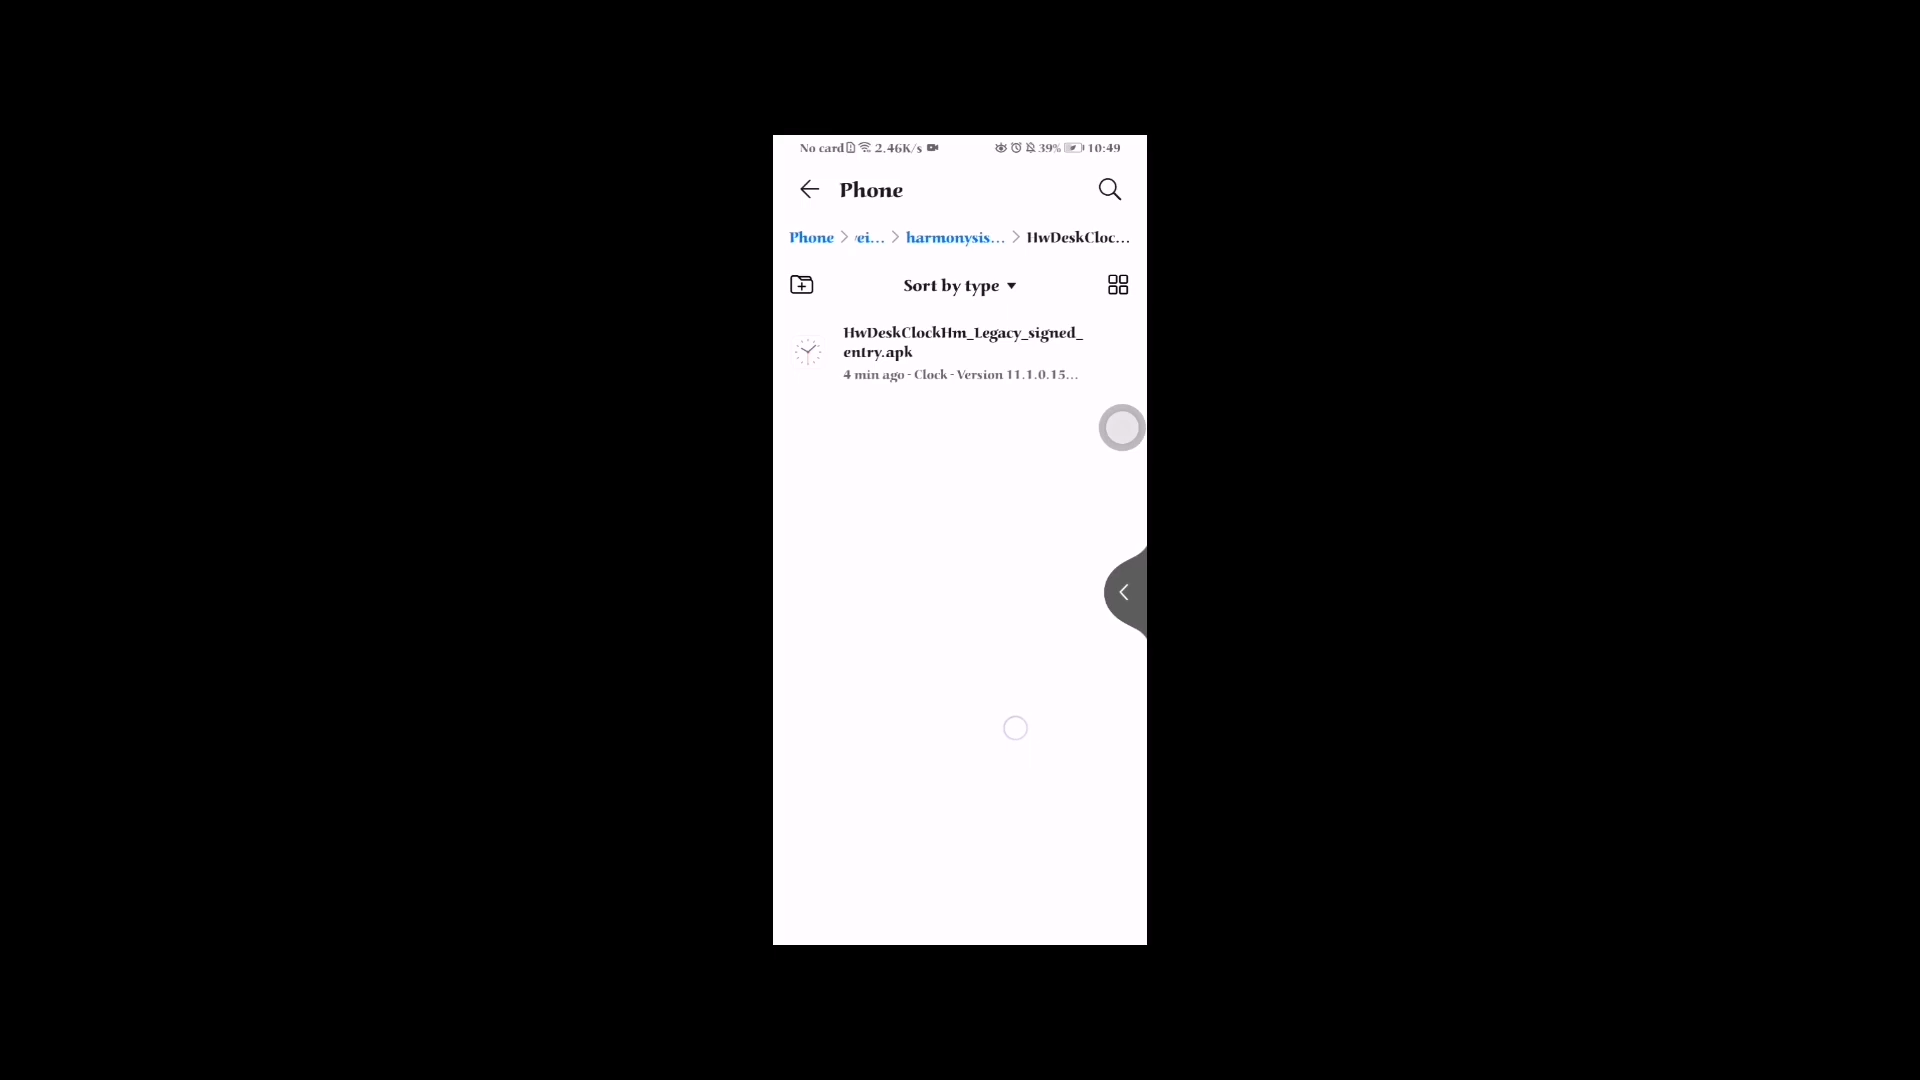 No card 2.46K/s 39% 10:49
Phone
Phone > ei... > harmonysis... > HwDeskCloc...
Sort by type
HwDeskClockHm_Legacy_signed_
entry.apk
4 min ago - Clock - Version 11.1.0.15...